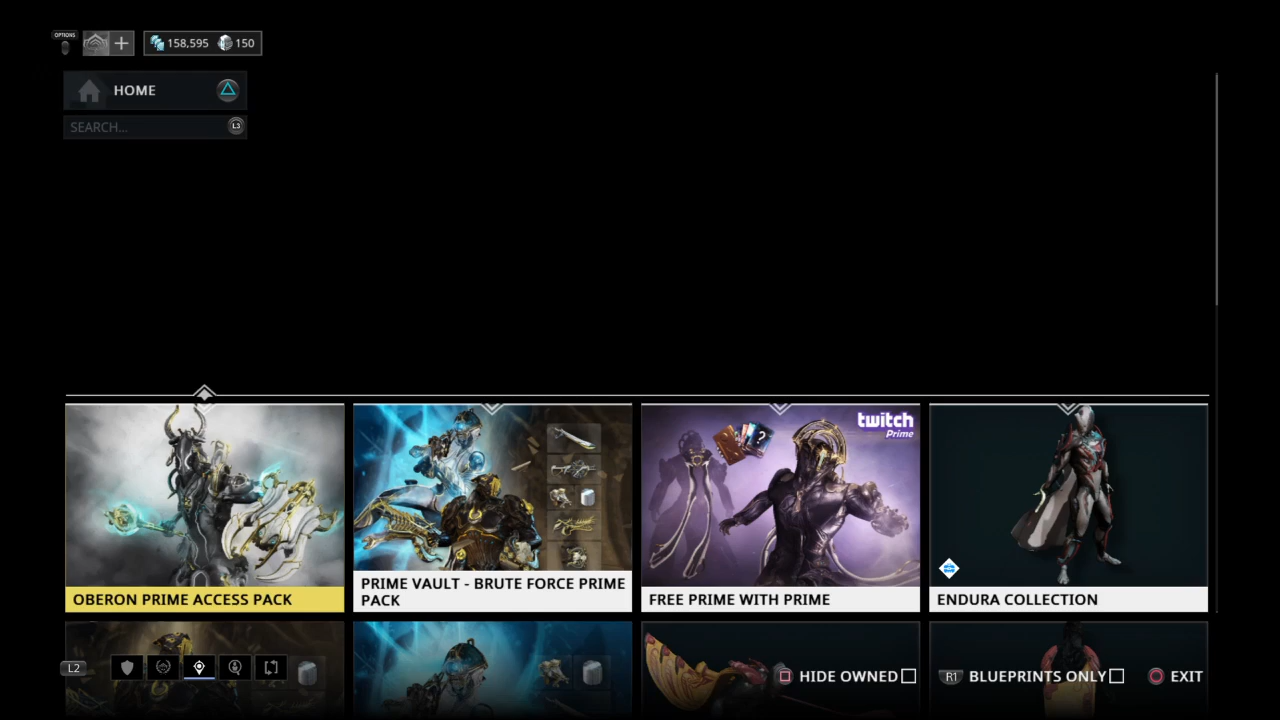 OPTIONS
158,595 150
HOME
SEARCH... L3
twitch
Prime
?
OBERON PRIME ACCESS PACK
PRIME VAULT - BRUTE FORCE PRIME
PACK
FREE PRIME WITH PRIME
ENDURA COLLECTION
L2
HIDE OWNED
R1 BLUEPRINTS ONLY
EXIT